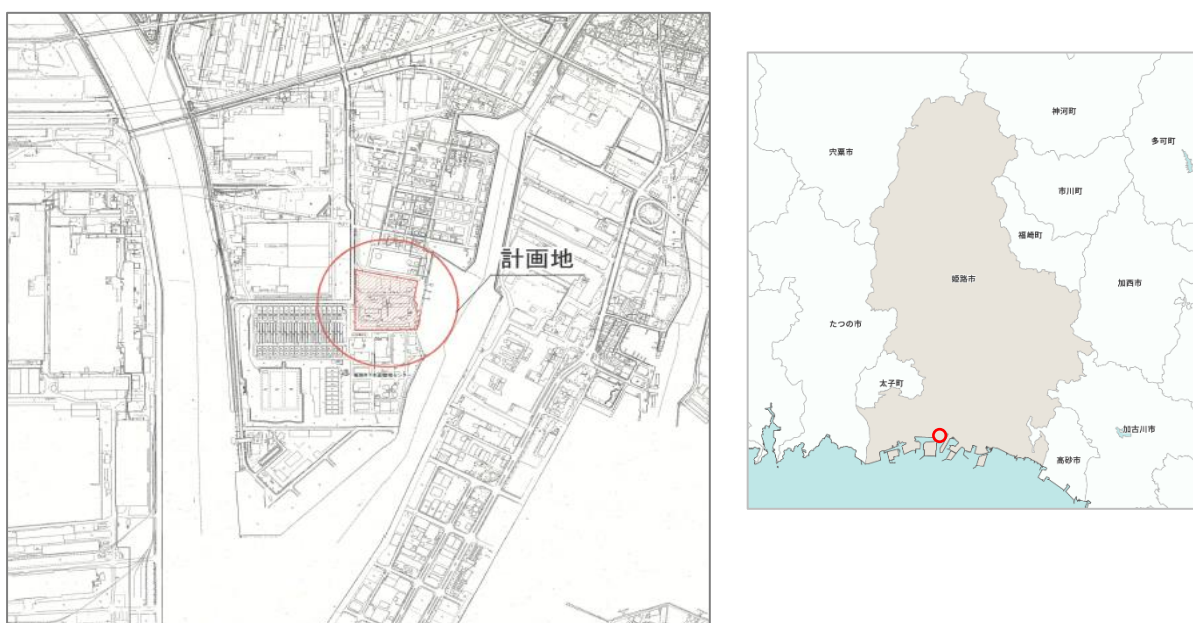 計画地
神河町
多可町
宍粟市
市川町
福崎町
姫路市
加西市
たつの市
太子町
加古川市
高砂市